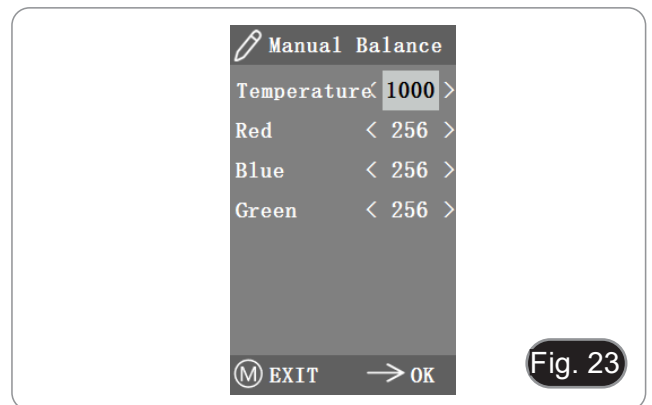 Manual Balance
Temperature < 1000 >
Red < 256 >
Blue < 256 >
Green < 256 >
M EXIT → OK
Fig. 23